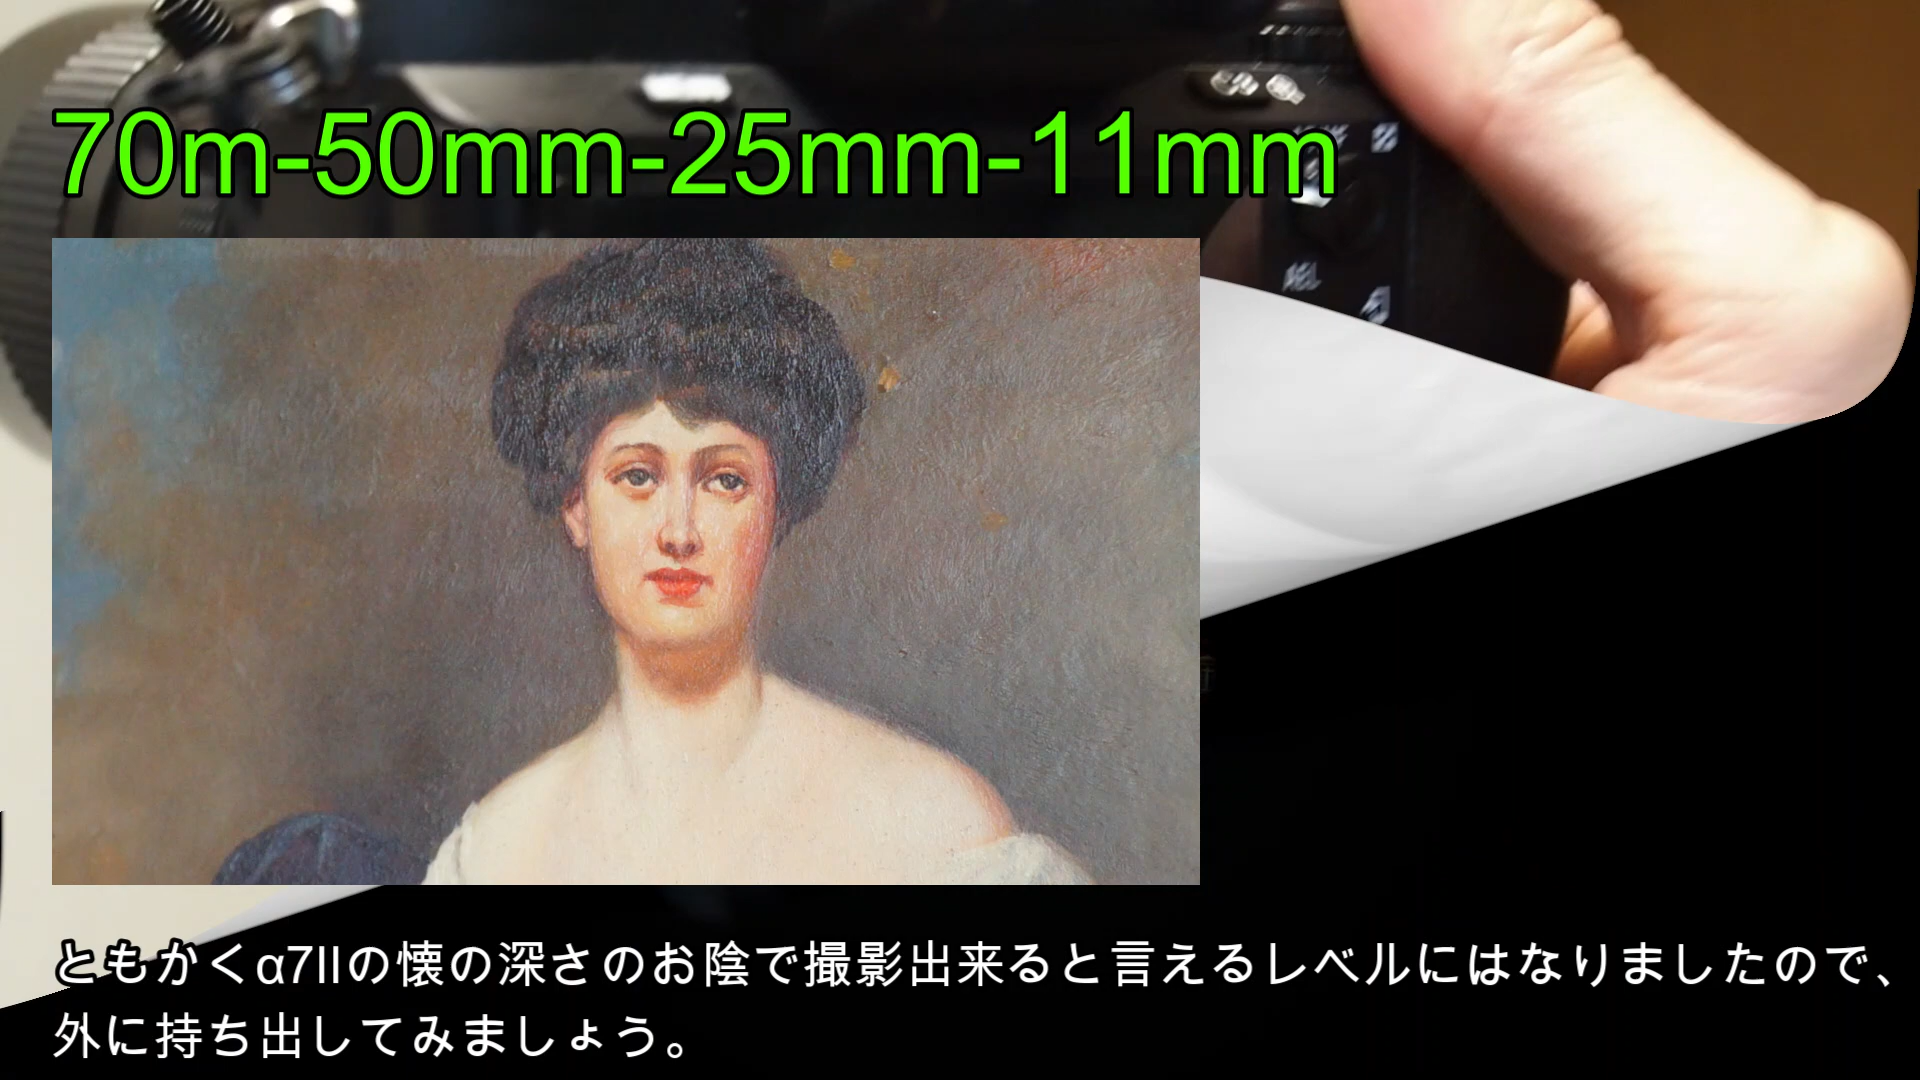 70m-50mm-25mm-11mm
AEL
ともかくα7IIの懐の深さのお陰で撮影出来ると言えるレベルにはなりましたので、
外に持ち出してみましょう。